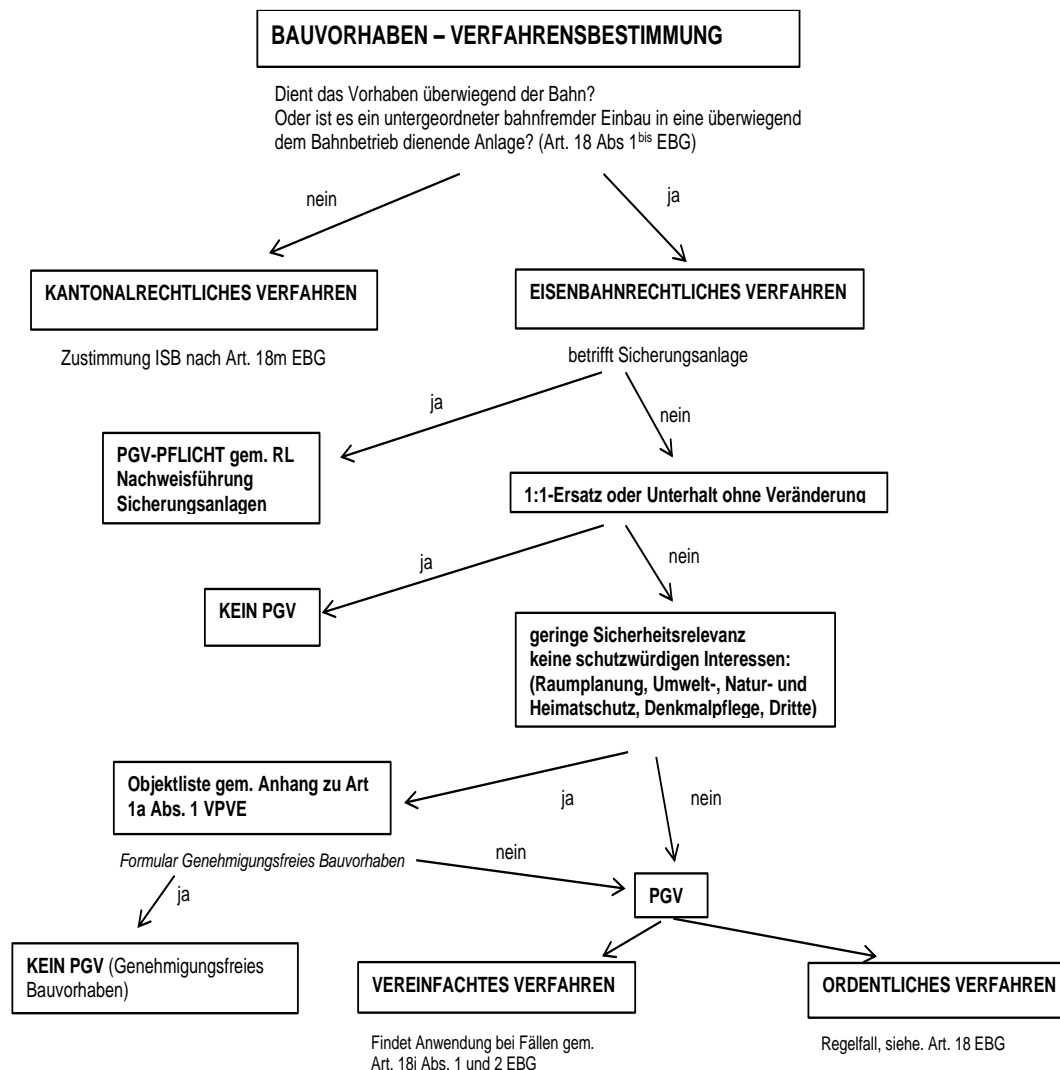 BAUVORHABEN – VERFAHRENSBESTIMMUNG
Dient das Vorhaben überwiegend der Bahn?
Oder ist es ein untergeordneter bahnfremder Einbau in eine überwiegend
dem Bahnbetrieb dienende Anlage? (Art. 18 Abs 1bis EBG)
nein
ja
KANTONALRECHTLICHES VERFAHREN
EISENBAHNRECHTLICHES VERFAHREN
Zustimmung ISB nach Art. 18m EBG
betrifft Sicherungsanlage
ja
nein
PGV-PFLICHT gem. RL
Nachweisführung
Sicherungsanlagen
1:1-Ersatz oder Unterhalt ohne Veränderung
ja
nein
KEIN PGV
geringe Sicherheitsrelevanz
keine schutzwürdigen Interessen:
(Raumplanung, Umwelt-, Natur- und
Heimatschutz, Denkmalpflege, Dritte)
Objektliste gem. Anhang zu Art
1a Abs. 1 VPVE
ja
nein
Formular Genehmigungsfreies Bauvorhaben
nein
ja
PGV
KEIN PGV (Genehmigungsfreies
Bauvorhaben)
VEREINFACHTES VERFAHREN
ORDENTLICHES VERFAHREN
Findet Anwendung bei Fällen gem.
Art. 18i Abs. 1 und 2 EBG
Regelfall, siehe. Art. 18 EBG